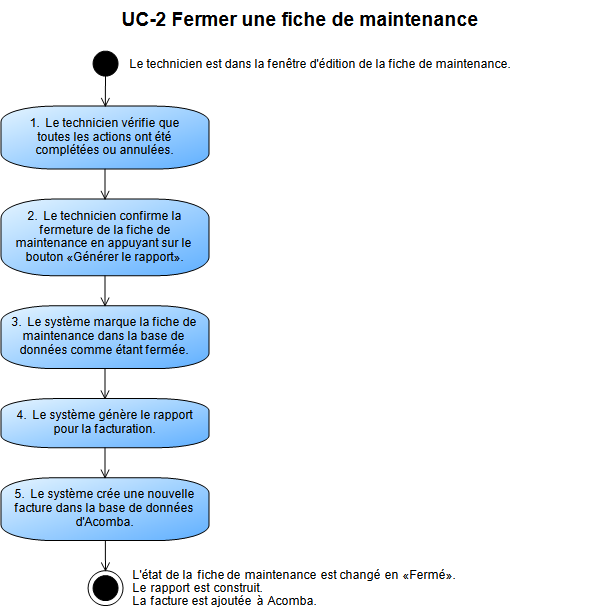 UC-2 Fermer une fiche de maintenance
Le technicien est dans la fenêtre d'édition de la fiche de maintenance.
1. Le technicien vérifie que
toutes les actions ont été
complétées ou annulées.
2. Le technicien confirme la
fermeture de la fiche de
maintenance en appuyant sur le
bouton «Générer le rapport».
3. Le système marque la fiche de
maintenance dans la base de
données comme étant fermée.
4. Le système génère le rapport
pour la facturation.
5. Le système crée une nouvelle
facture dans la base de données
d'Acomba.
L'état de la fiche de maintenance est changé en «Fermé».
Le rapport est construit.
La facture est ajoutée à Acomba.